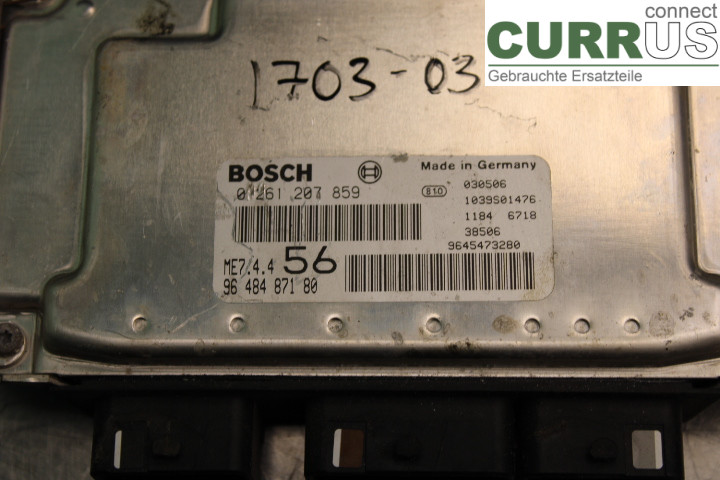 connect
CURRUS
Gebrauchte Ersatzteile
1703-03
BOSCH
Made in Germany
0 261 207 859
810
030506
1039S01476
1184 6718
38506
9645473280
ME7.4.4 56
96 484 871 80